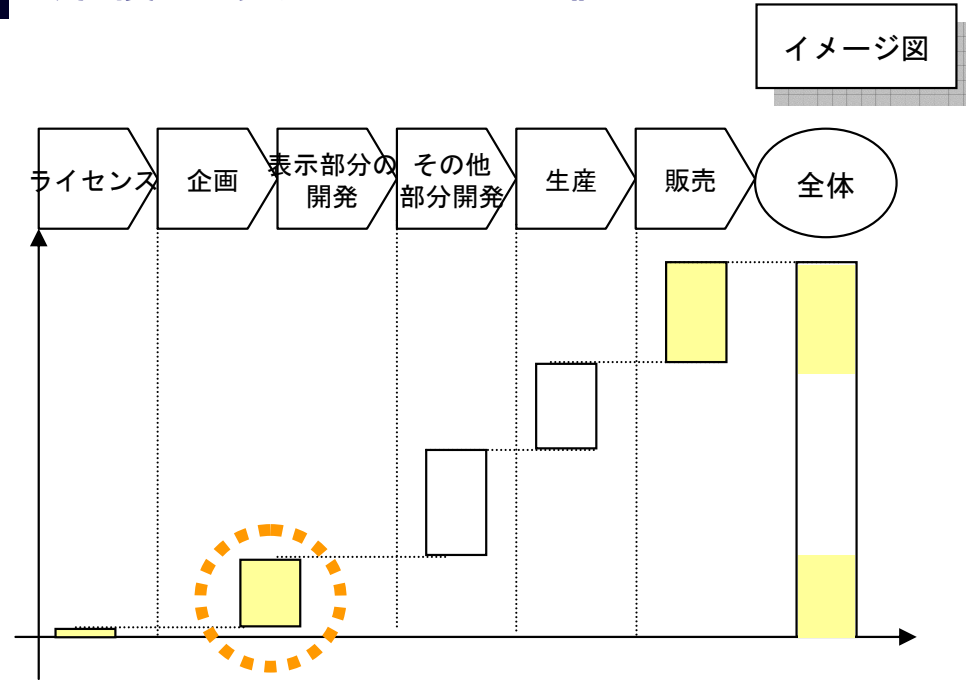 イメージ図
ライセンス
企画
表示部分の
開発
その他
部分開発
生産
販売
全体